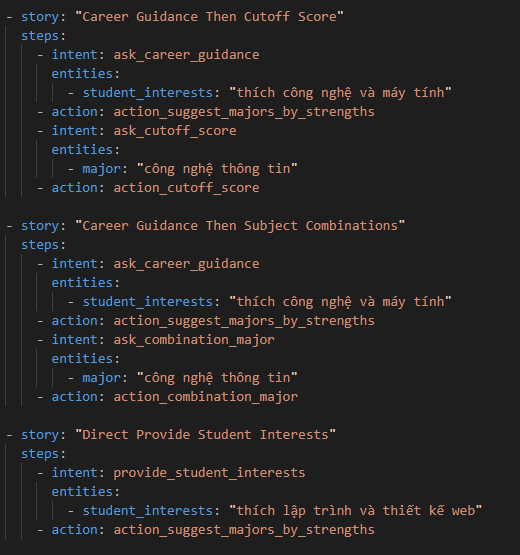 - story: "Career Guidance Then Cutoff Score"
  steps:
    - intent: ask_career_guidance
      entities:
        - student_interests: "thích công nghệ và máy tính"
    - action: action_suggest_majors_by_strengths
    - intent: ask_cutoff_score
      entities:
        - major: "công nghệ thông tin"
    - action: action_cutoff_score

- story: "Career Guidance Then Subject Combinations"
  steps:
    - intent: ask_career_guidance
      entities:
        - student_interests: "thích công nghệ và máy tính"
    - action: action_suggest_majors_by_strengths
    - intent: ask_combination_major
      entities:
        - major: "công nghệ thông tin"
    - action: action_combination_major

- story: "Direct Provide Student Interests"
  steps:
    - intent: provide_student_interests
      entities:
        - student_interests: "thích lập trình và thiết kế web"
    - action: action_suggest_majors_by_strengths